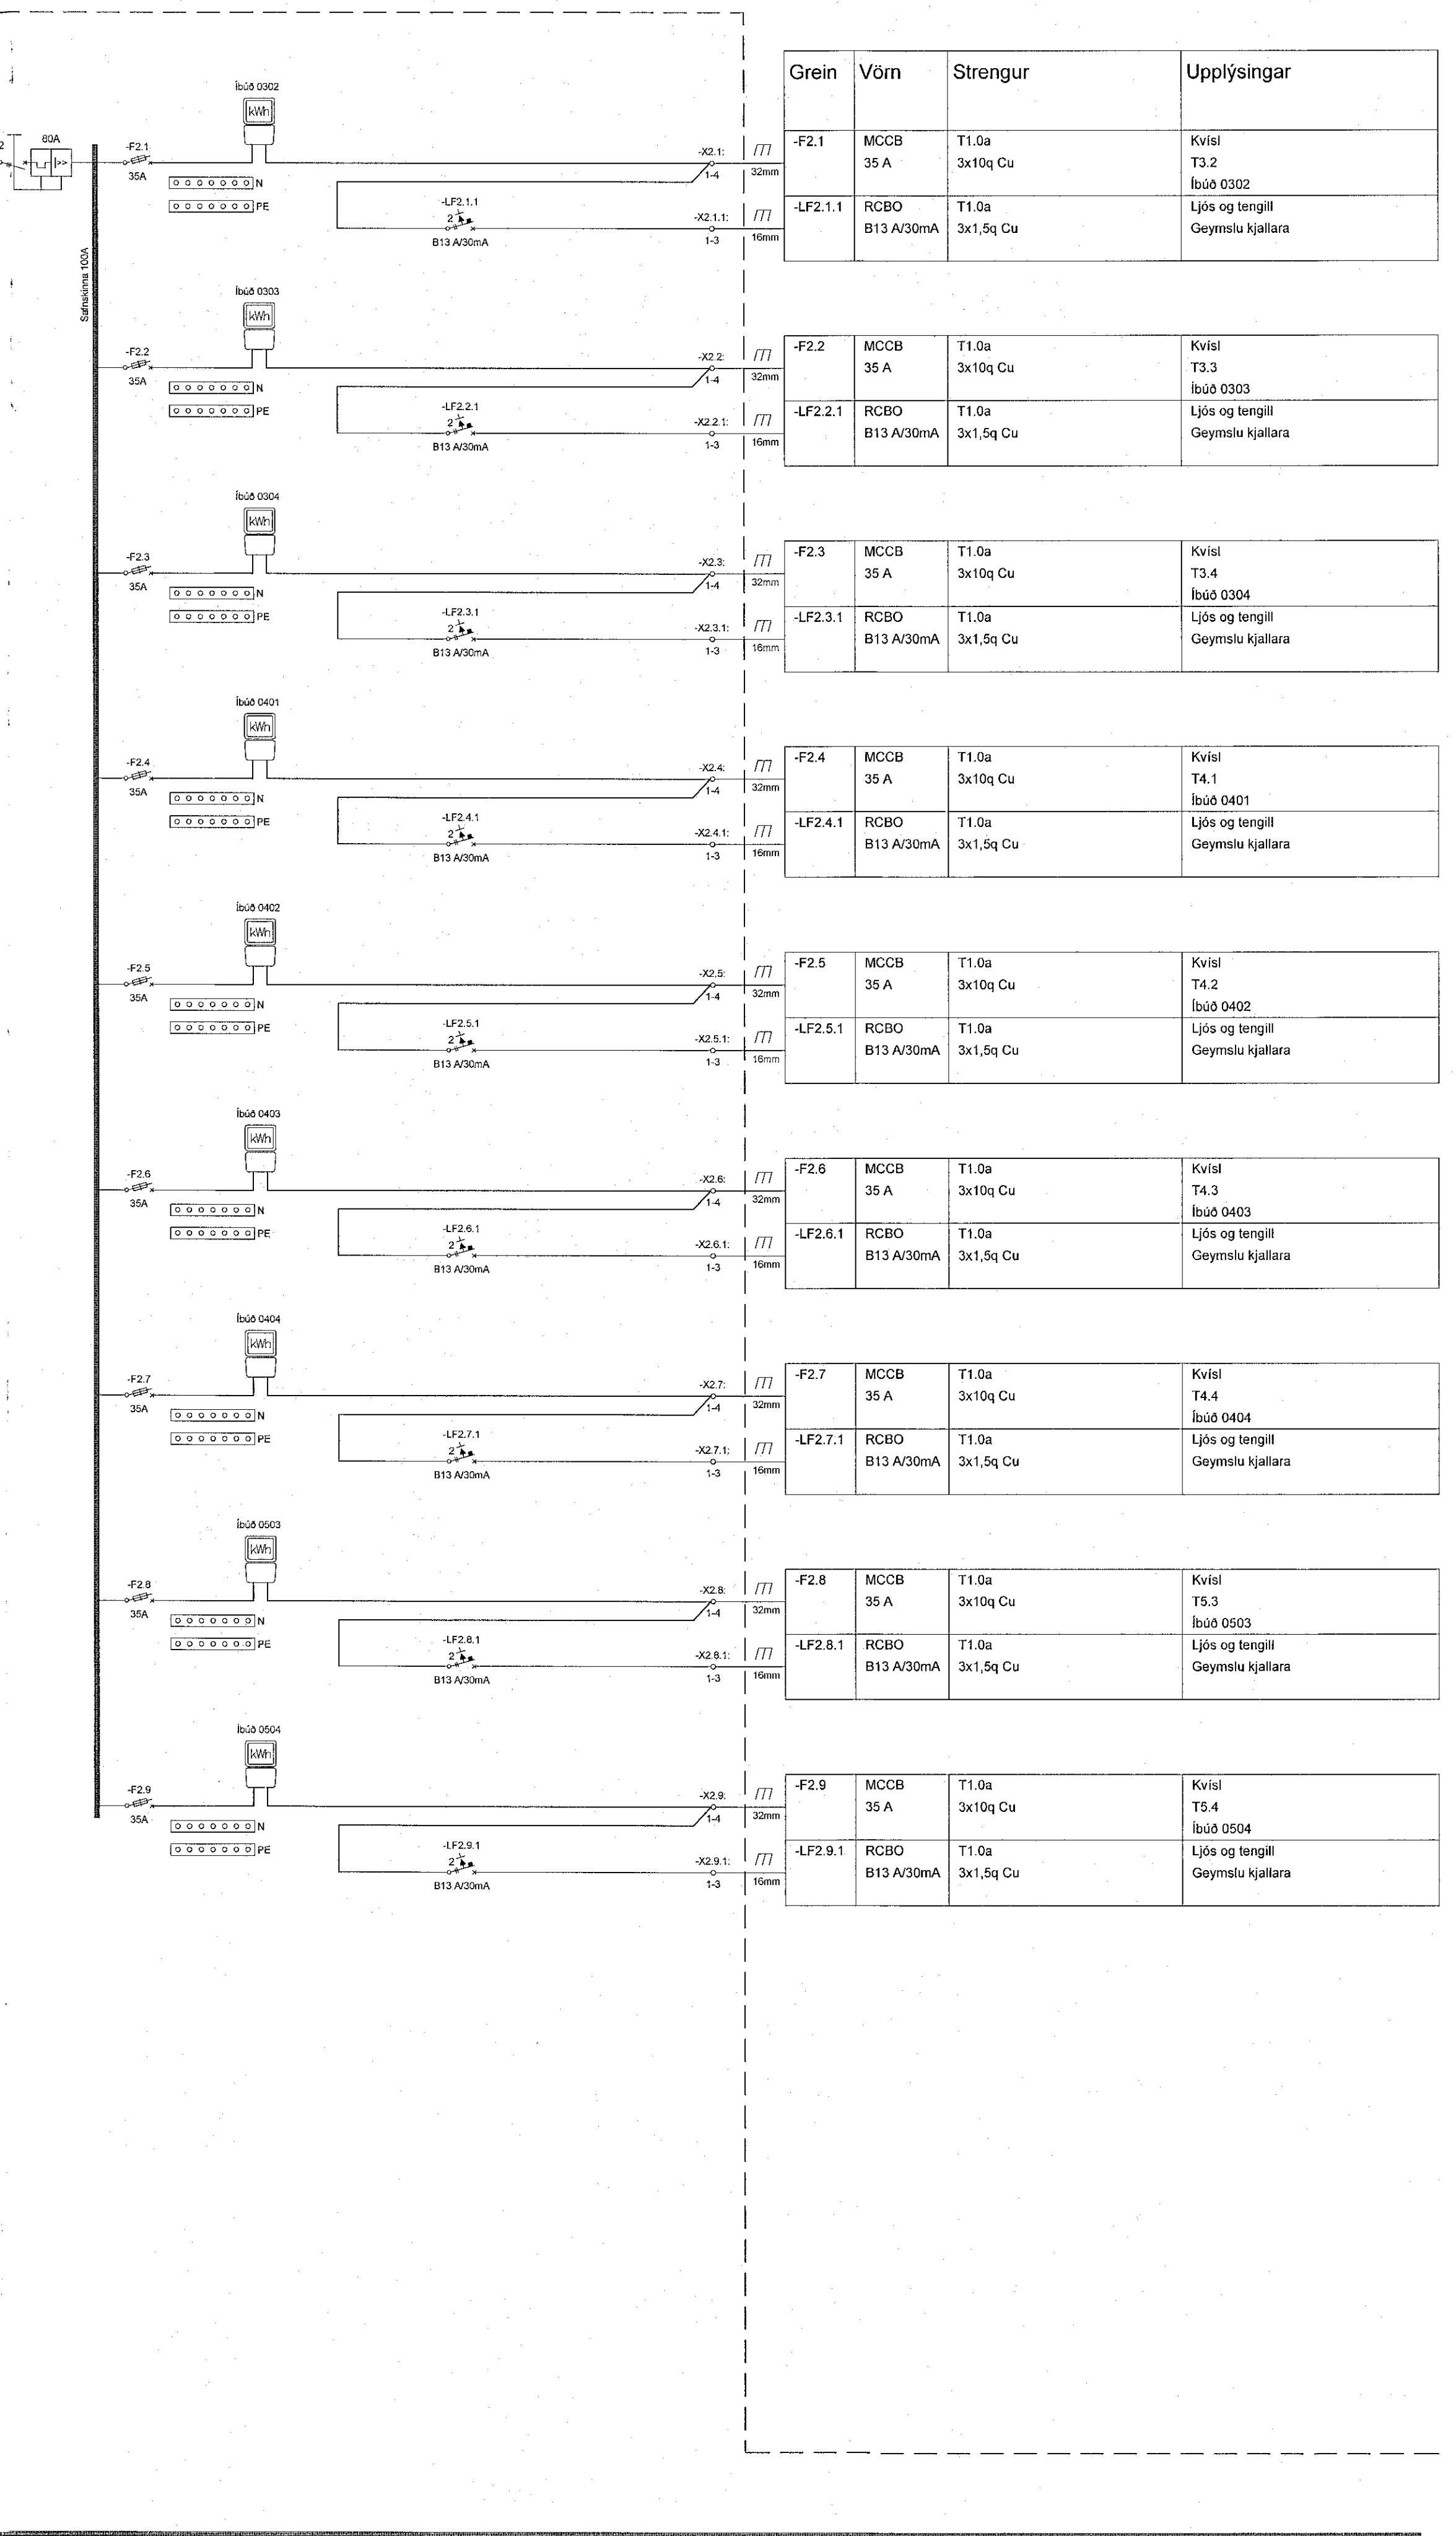 Grein Vörn Strengur Upplýsingar
80A
Safnskinna 100A
Íbúð 0302
kWh
-F2.1
35A
N
PE
-LF2.1.1
2
B13 A/30mA
-X2.1:
1-4
32mm
-X2.1.1:
1-3
16mm
-F2.1 MCCB T1.0a Kvísl
35 A 3x10q Cu T3.2
Íbúð 0302
-LF2.1.1 RCBO T1.0a Ljós og tengill
B13 A/30mA 3x1,5q Cu Geymslu kjallara
Íbúð 0303
kWh
-F2.2
35A
N
PE
-LF2.2.1
2
B13 A/30mA
-X2.2:
1-4
32mm
-X2.2.1:
1-3
16mm
-F2.2 MCCB T1.0a Kvísl
35 A 3x10q Cu T3.3
Íbúð 0303
-LF2.2.1 RCBO T1.0a Ljós og tengill
B13 A/30mA 3x1,5q Cu Geymslu kjallara
Íbúð 0304
kWh
-F2.3
35A
N
PE
-LF2.3.1
2
B13 A/30mA
-X2.3:
1-4
32mm
-X2.3.1:
1-3
16mm
-F2.3 MCCB T1.0a Kvísl
35 A 3x10q Cu T3.4
Íbúð 0304
-LF2.3.1 RCBO T1.0a Ljós og tengill
B13 A/30mA 3x1,5q Cu Geymslu kjallara
Íbúð 0401
kWh
-F2.4
35A
N
PE
-LF2.4.1
2
B13 A/30mA
-X2.4:
1-4
32mm
-X2.4.1:
1-3
16mm
-F2.4 MCCB T1.0a Kvísl
35 A 3x10q Cu T4.1
Íbúð 0401
-LF2.4.1 RCBO T1.0a Ljós og tengill
B13 A/30mA 3x1,5q Cu Geymslu kjallara
Íbúð 0402
kWh
-F2.5
35A
N
PE
-LF2.5.1
2
B13 A/30mA
-X2.5:
1-4
32mm
-X2.5.1:
1-3
16mm
-F2.5 MCCB T1.0a Kvísl
35 A 3x10q Cu T4.2
Íbúð 0402
-LF2.5.1 RCBO T1.0a Ljós og tengill
B13 A/30mA 3x1,5q Cu Geymslu kjallara
Íbúð 0403
kWh
-F2.6
35A
N
PE
-LF2.6.1
2
B13 A/30mA
-X2.6:
1-4
32mm
-X2.6.1:
1-3
16mm
-F2.6 MCCB T1.0a Kvísl
35 A 3x10q Cu T4.3
Íbúð 0403
-LF2.6.1 RCBO T1.0a Ljós og tengill
B13 A/30mA 3x1,5q Cu Geymslu kjallara
Íbúð 0404
kWh
-F2.7
35A
N
PE
-LF2.7.1
2
B13 A/30mA
-X2.7:
1-4
32mm
-X2.7.1:
1-3
16mm
-F2.7 MCCB T1.0a Kvísl
35 A 3x10q Cu T4.4
Íbúð 0404
-LF2.7.1 RCBO T1.0a Ljós og tengill
B13 A/30mA 3x1,5q Cu Geymslu kjallara
Íbúð 0503
kWh
-F2.8
35A
N
PE
-LF2.8.1
2
B13 A/30mA
-X2.8:
1-4
32mm
-X2.8.1:
1-3
16mm
-F2.8 MCCB T1.0a Kvísl
35 A 3x10q Cu T5.3
Íbúð 0503
-LF2.8.1 RCBO T1.0a Ljós og tengill
B13 A/30mA 3x1,5q Cu Geymslu kjallara
Íbúð 0504
kWh
-F2.9
35A
N
PE
-LF2.9.1
2
B13 A/30mA
-X2.9:
1-4
32mm
-X2.9.1:
1-3
16mm
-F2.9 MCCB T1.0a Kvísl
35 A 3x10q Cu T5.4
Íbúð 0504
-LF2.9.1 RCBO T1.0a Ljós og tengill
B13 A/30mA 3x1,5q Cu Geymslu kjallara